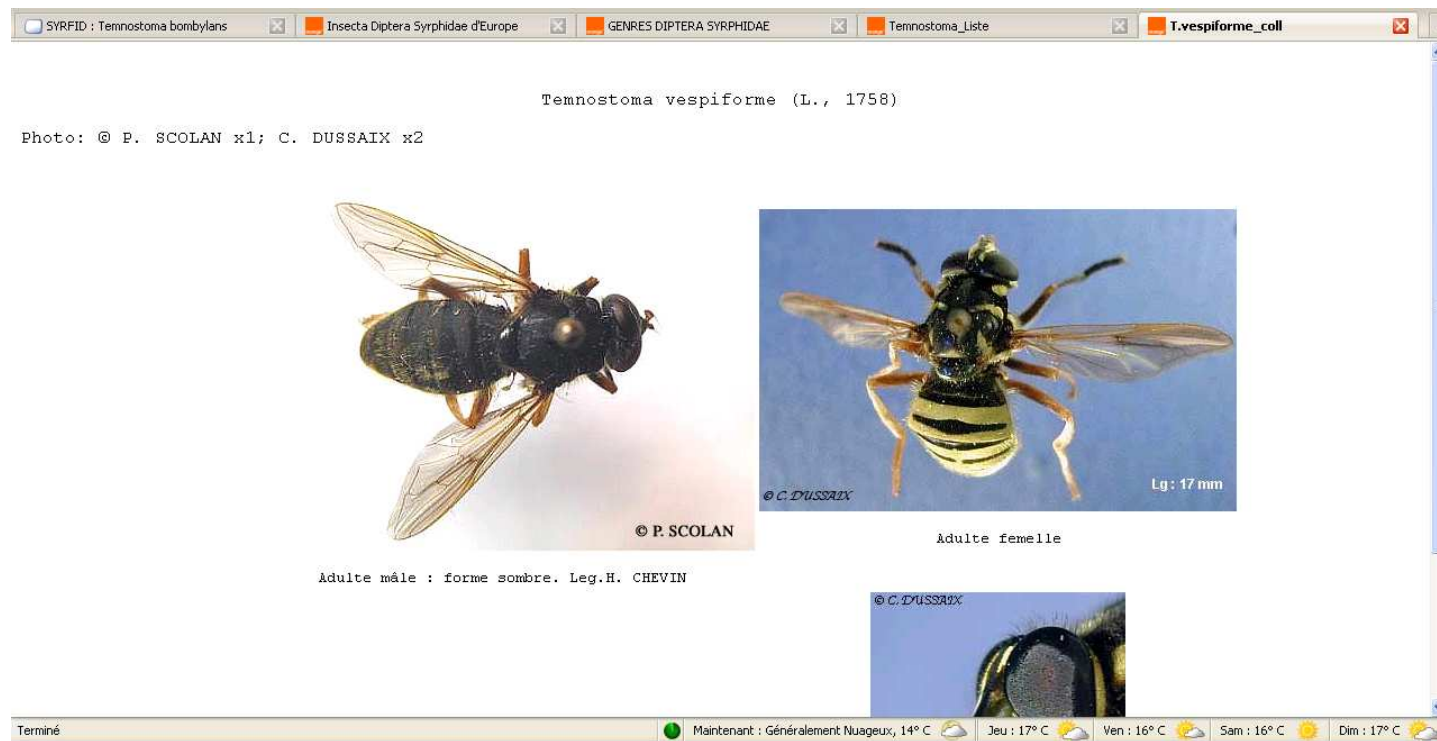 SYRFID : Temnostoma bombylans
Insecta Diptera Syrphidae d'Europe
GENRES DIPTERA SYRPHIDAE
Temnostoma_Liste
T.vespiforme_coll
Temnostoma vespiforme (L., 1758)
Photo: © P. SCOLAN x1; C. DUSSAIX x2
© P. SCOLAN
© C. DUSSAIX
Lg : 17 mm
Adulte femelle
Adulte mâle : forme sombre. Leg.H. CHEVIN
© C. DUSSAIX
Terminé
Maintenant : Généralement Nuageux, 14° C
Jeu : 17° C
Ven : 16° C
Sam : 16° C
Dim : 17° C